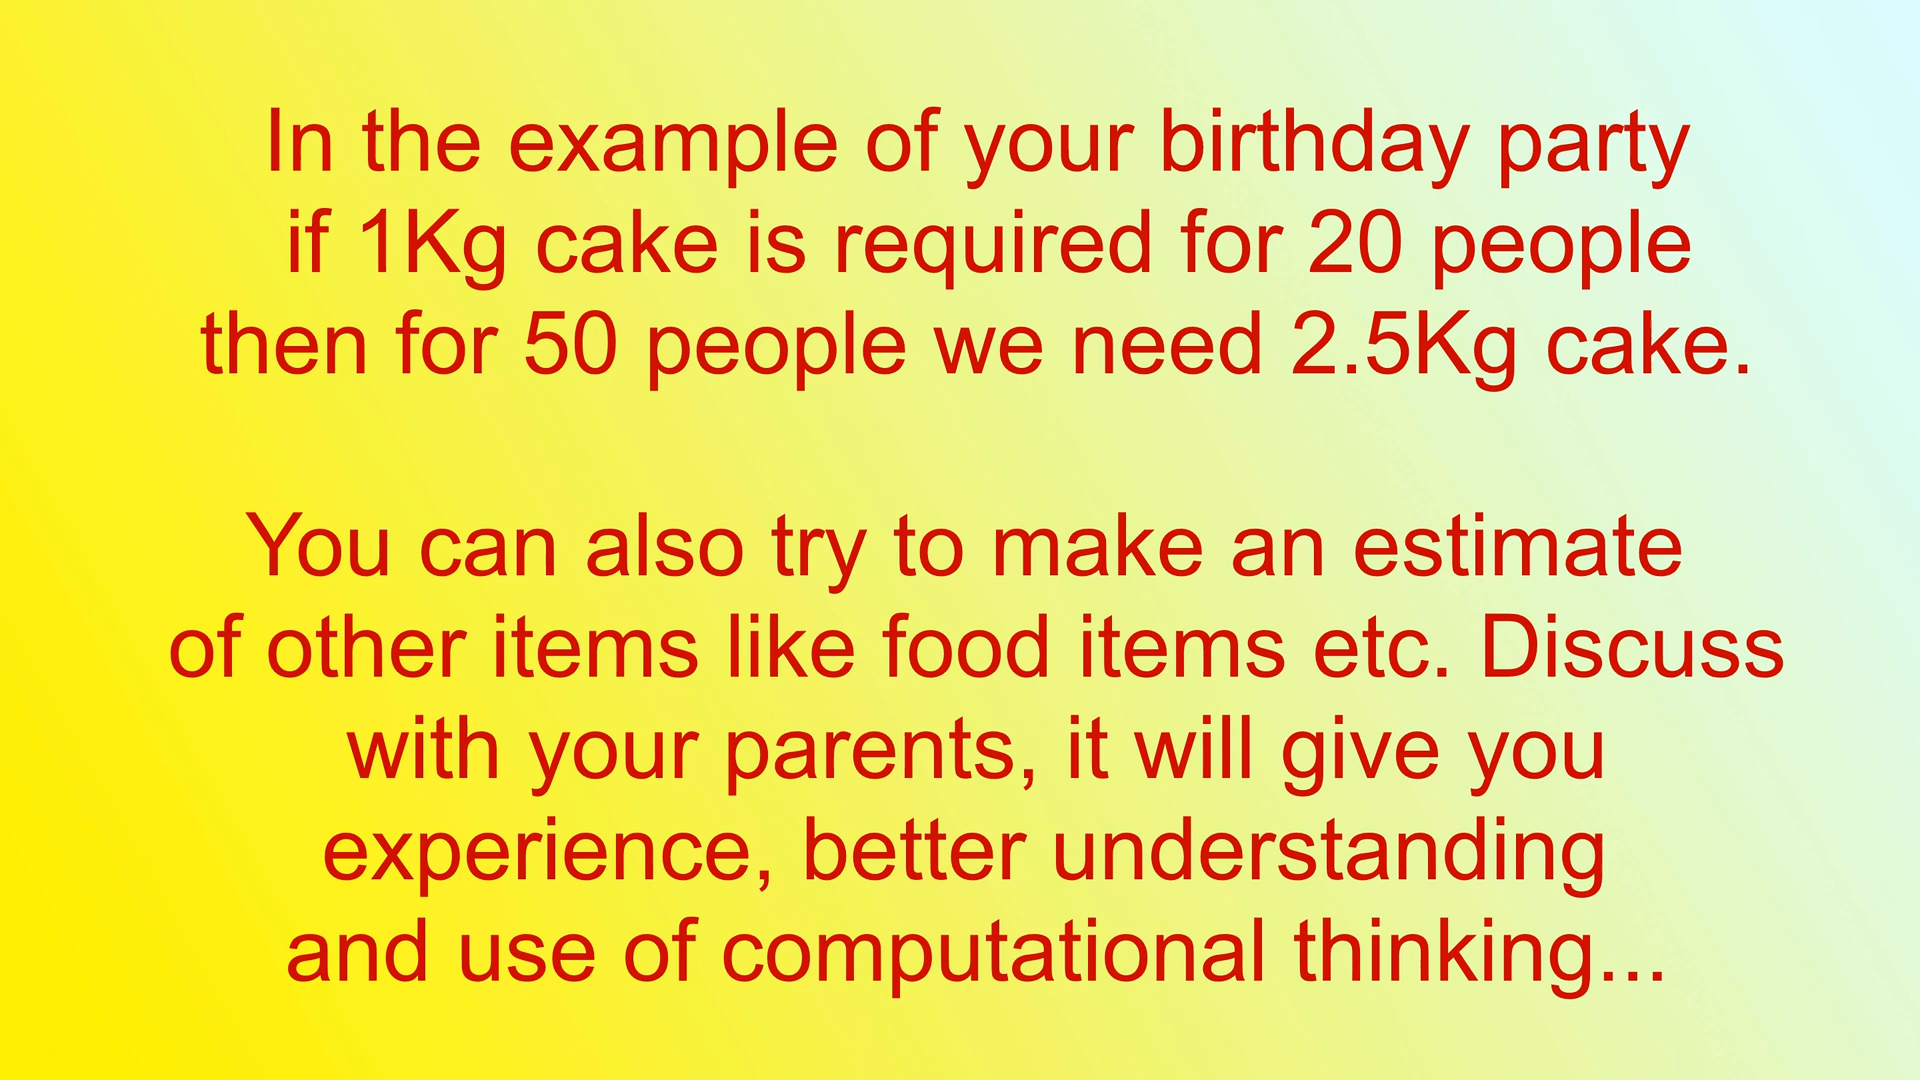 In the example of your birthday party
if 1Kg cake is required for 20 people
then for 50 people we need 2.5Kg cake.
You can also try to make an estimate
of other items like food items etc. Discuss
with your parents, it will give you
experience, better understanding
and use of computational thinking...